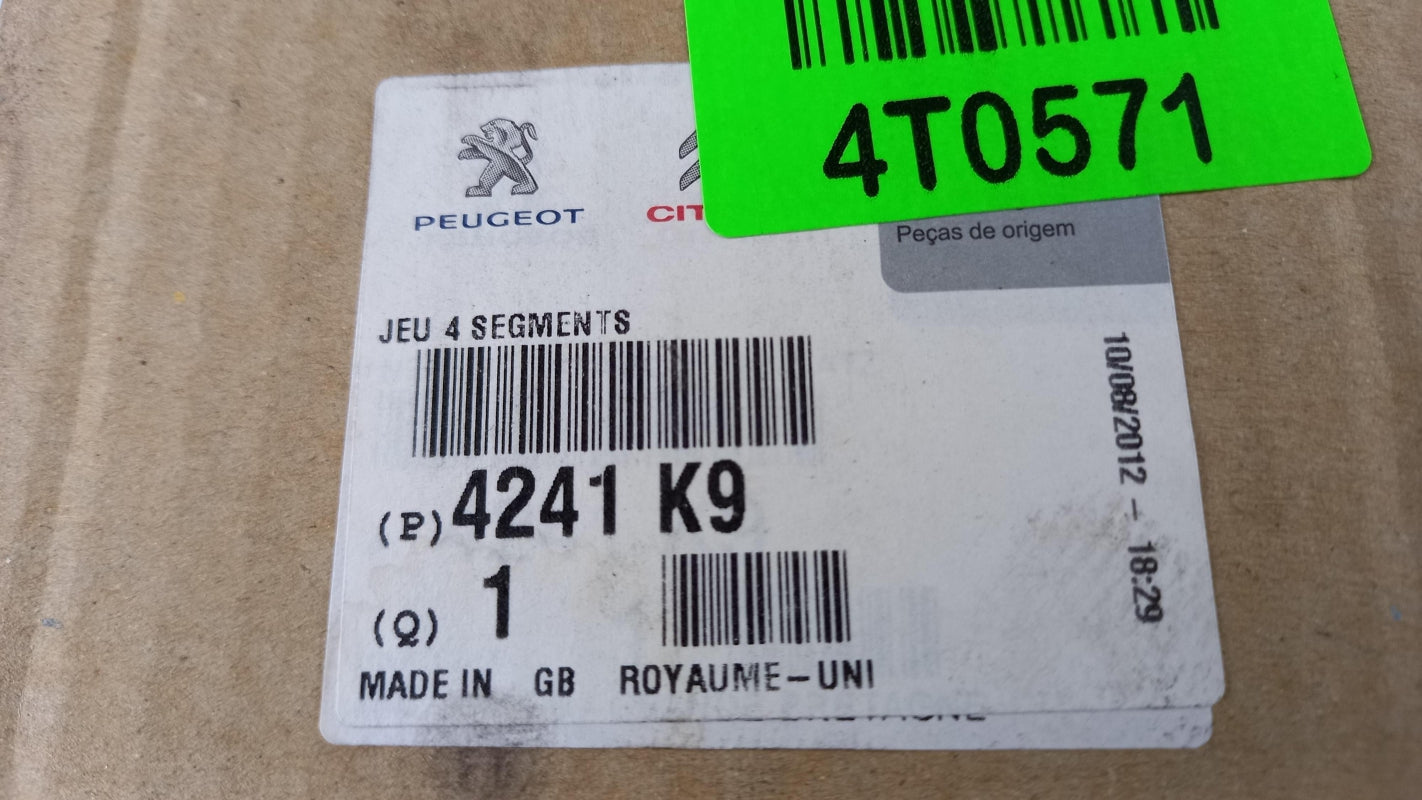 4T0571
PEUGEOT
CIT
Peças de origem
JEU 4 SEGMENTS
(P) 4241 K9
(Q) 1
MADE IN GB ROYAUME-UNI
10/08/2012 - 18:29